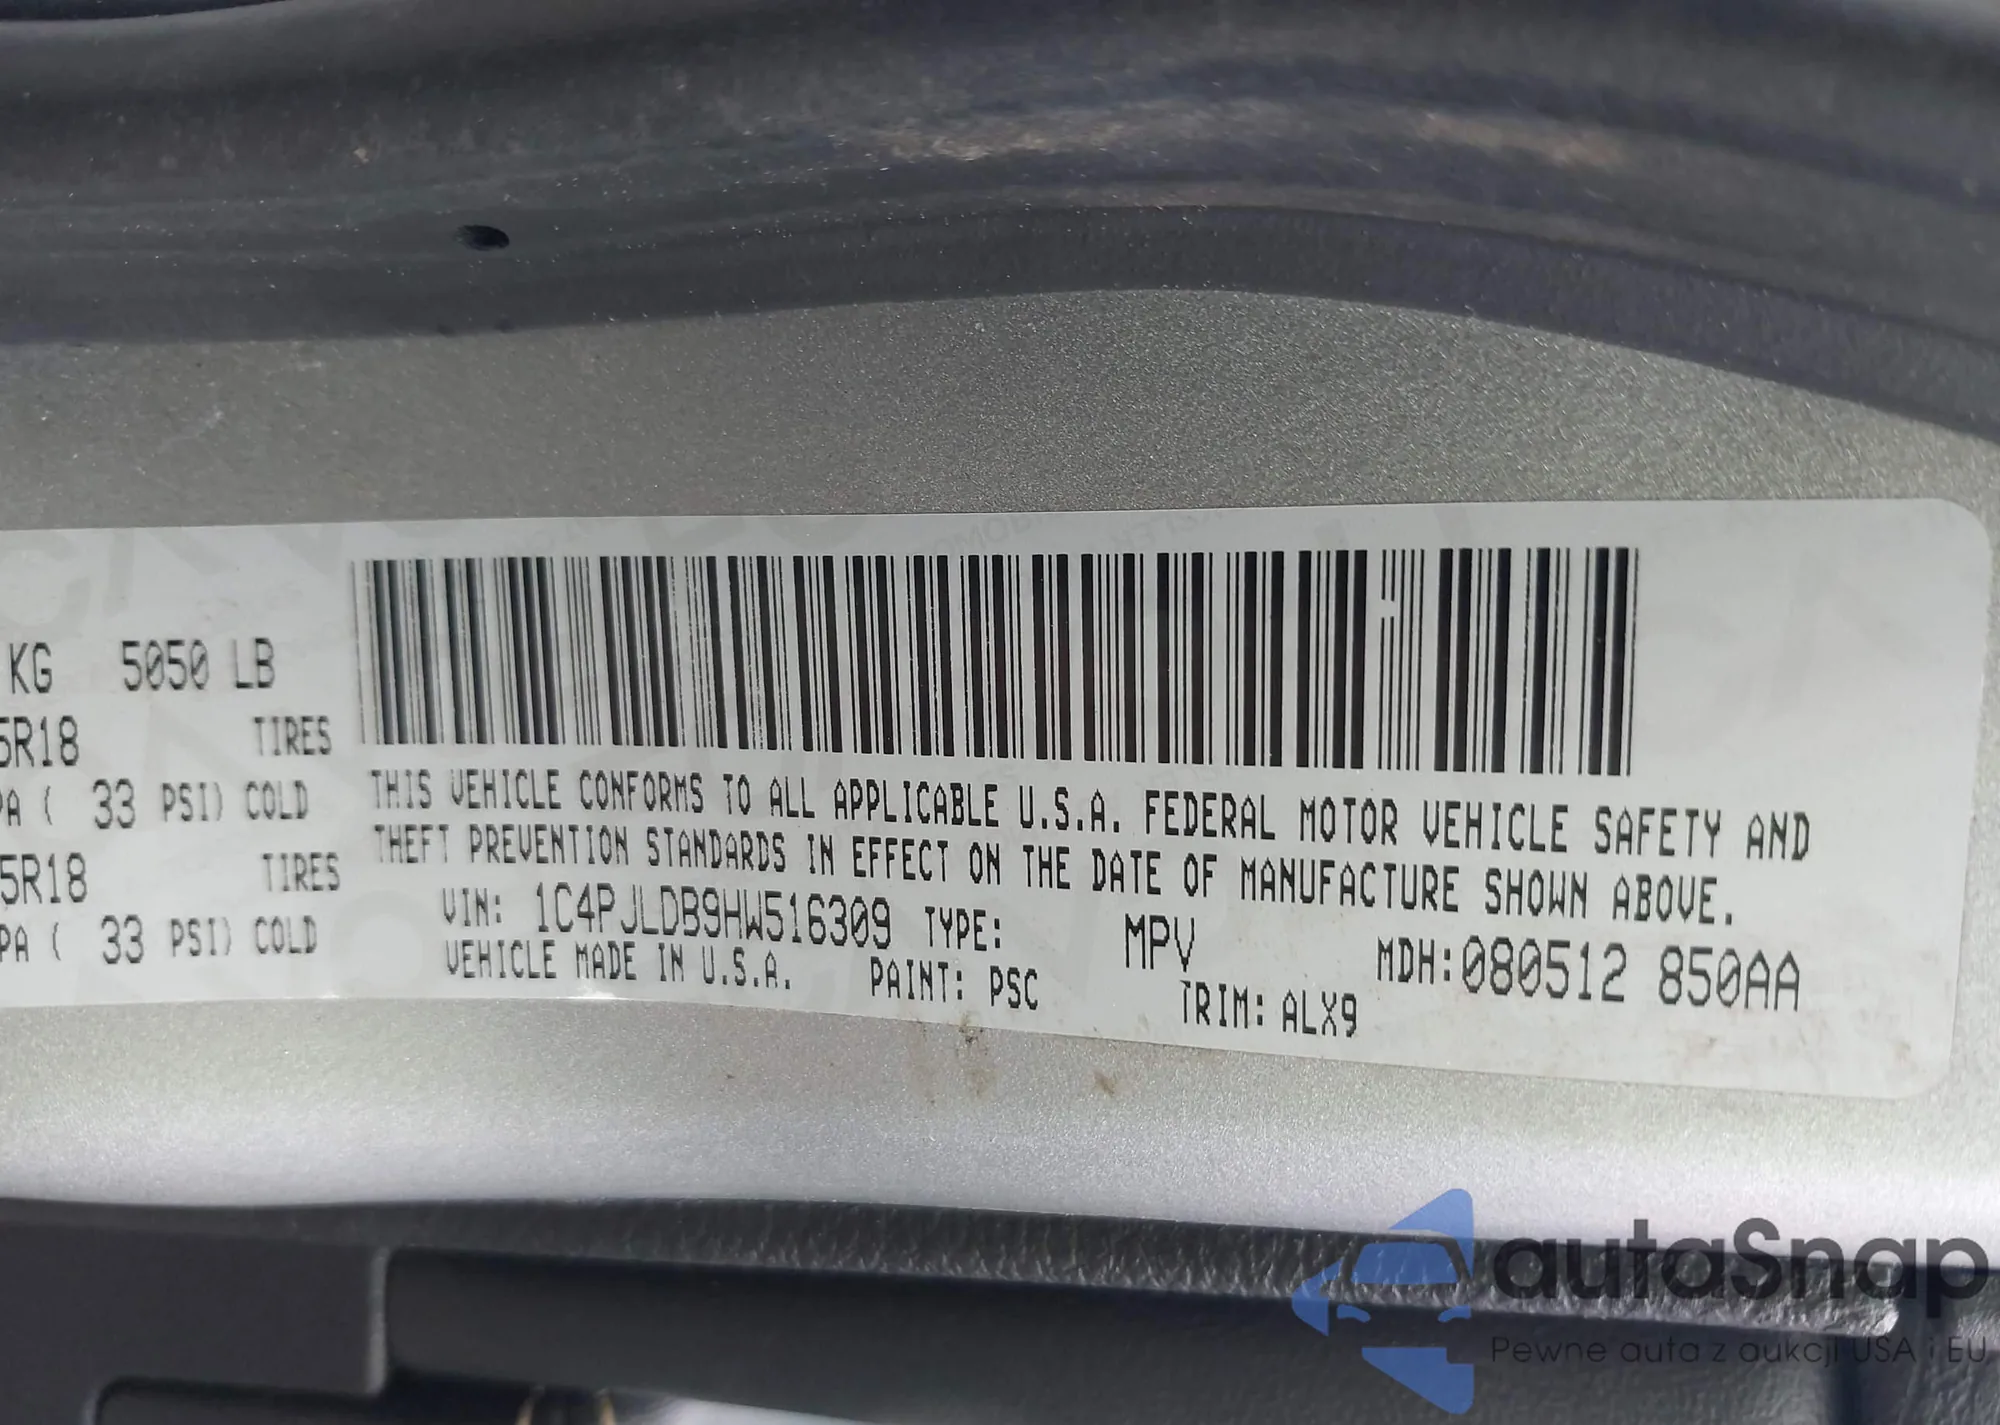 KG 5050 LB
5R18 TIRES
PA ( 33 PSI) COLD
5R18 TIRES
PA ( 33 PSI) COLD
THIS VEHICLE CONFORMS TO ALL APPLICABLE U.S.A. FEDERAL MOTOR VEHICLE SAFETY AND
THEFT PREVENTION STANDARDS IN EFFECT ON THE DATE OF MANUFACTURE SHOWN ABOVE.
VIN: 1C4PJLDB9HW516309 TYPE: MPV MDH:080512 850AA
VEHICLE MADE IN U.S.A. PAINT: PSC TRIM: ALX9
autaSnap
Pewne auta z aukcji USA i EU